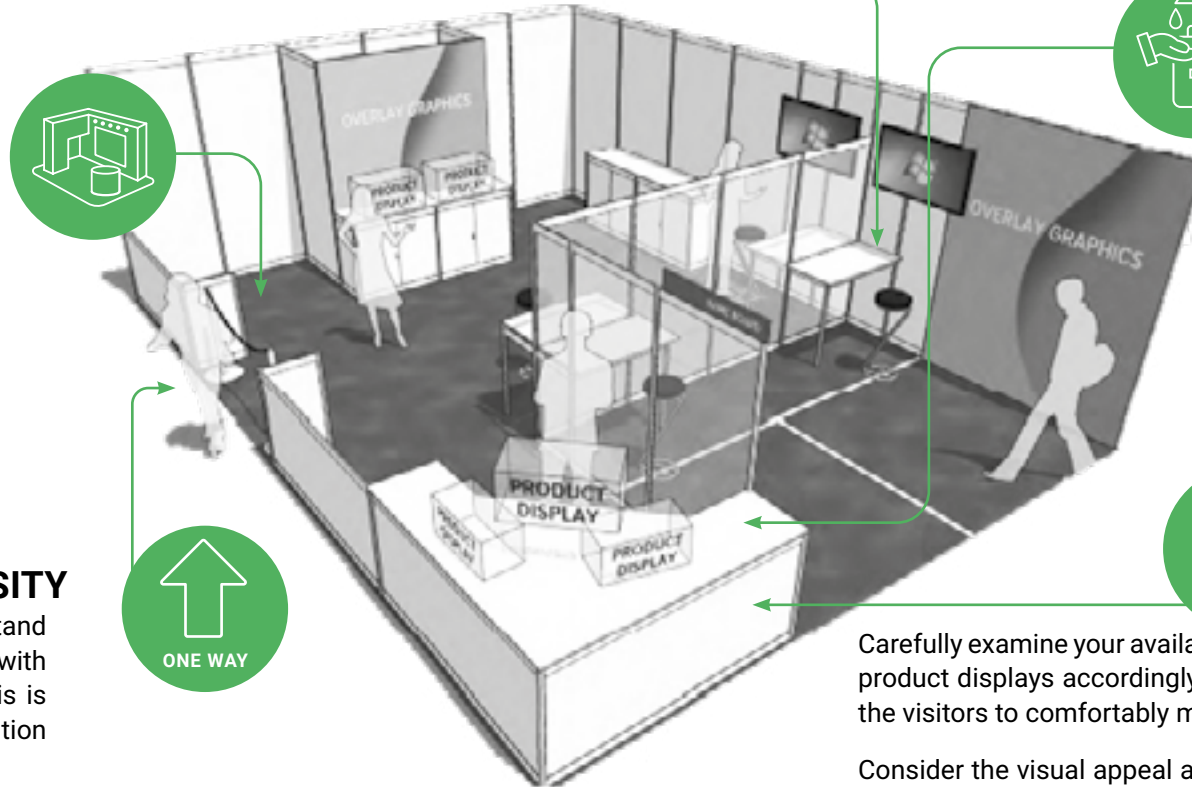 OVERLAY GRAPHICS
PRODUCT
DISPLAY
PRODUCT
DISPLAY
OVERLAY GRAPHICS
PRODUCT
DISPLAY
PRODUCT
DISPLAY
PRODUCT
DISPLAY
ONE WAY
SITY
tand
with
is is
tion
Carefully examine your availa
product displays accordingly
the visitors to comfortably m
Consider the visual appeal a